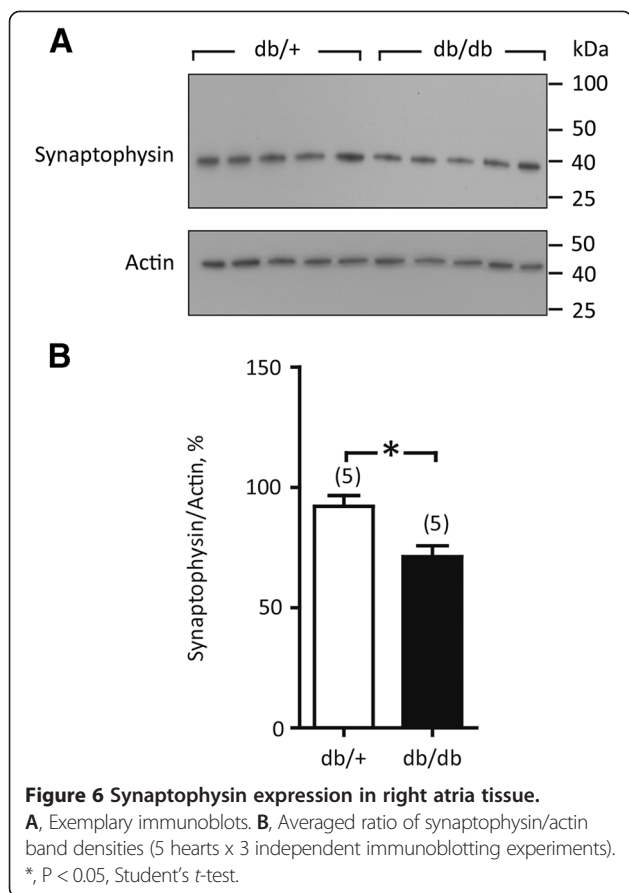 A
db/+ db/db kDa
100
Synaptophysin
50
40
25
Actin
50
40
25
B
Synaptophysin/Actin, %
150
100
50
0
*
(5)
(5)
db/+ db/db
Figure 6 Synaptophysin expression in right atria tissue.
A, Exemplary immunoblots. B, Averaged ratio of synaptophysin/actin
band densities (5 hearts x 3 independent immunoblotting experiments).
*, P < 0.05, Student's t-test.